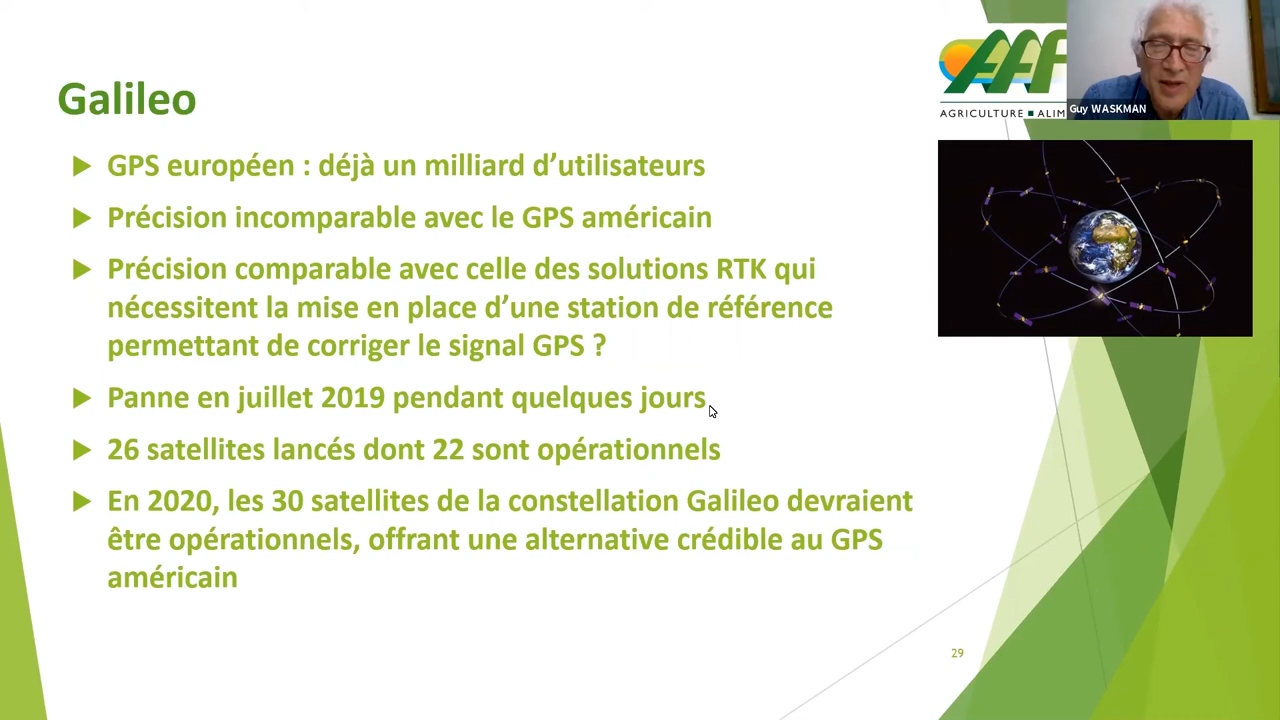 Galileo
GPS européen : déjà un milliard d’utilisateurs
Précision incomparable avec le GPS américain
Précision comparable avec celle des solutions RTK qui
nécessitent la mise en place d’une station de référence
permettant de corriger le signal GPS ?
Panne en juillet 2019 pendant quelques jours
26 satellites lancés dont 22 sont opérationnels
En 2020, les 30 satellites de la constellation Galileo devraient
être opérationnels, offrant une alternative crédible au GPS
américain
AAF
AGRICULTURE ■ ALIM
Guy WASKMAN
29